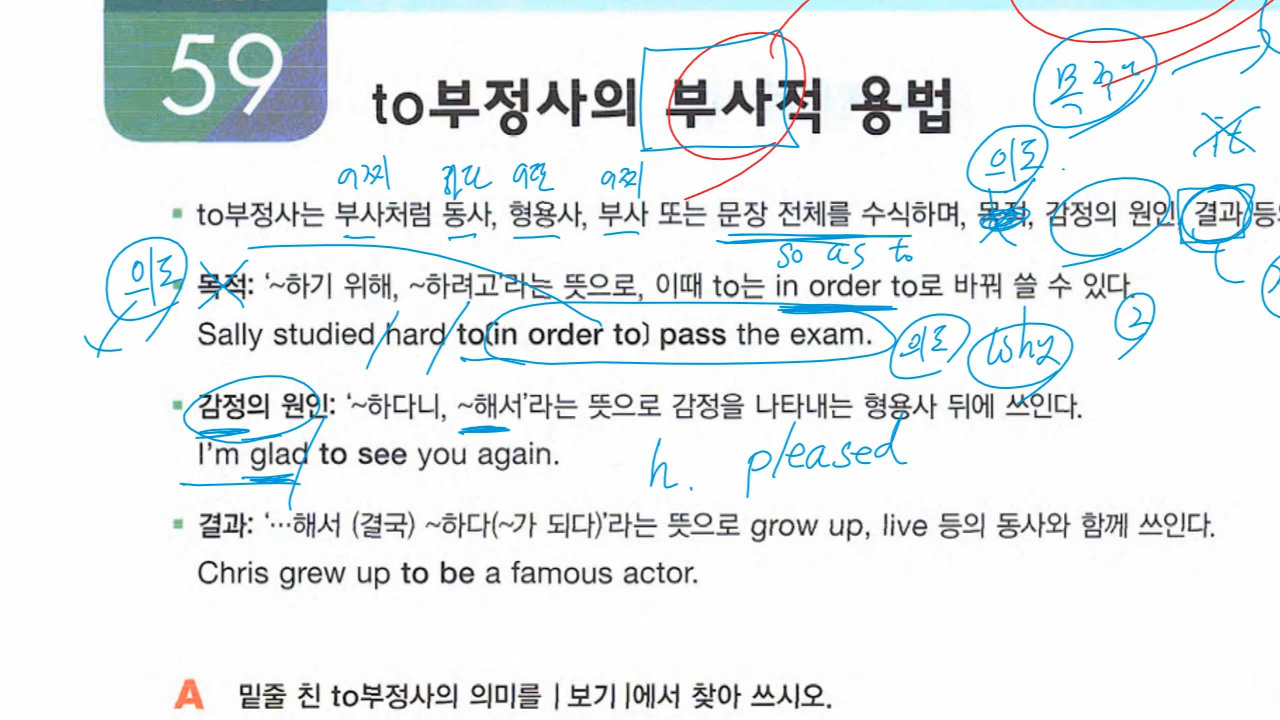 59
to부정사의 부사적 용법
의도
it
어찌 어찌
to부정사는 부사처럼 동사, 형용사, 부사 또는 문장 전체를 수식하며, 목적, 감정의 원인, 결과 등
so as to
의도 목적: '~하기 위해, ~하려고'라는 뜻으로, 이때 to는 in order to로 바꿔 쓸 수 있다.
Sally studied hard to(in order to) pass the exam. 의도 why 2
감정의 원인: '~하다니, ~해서'라는 뜻으로 감정을 나타내는 형용사 뒤에 쓰인다.
I'm glad to see you again. h. pleased
결과: '…해서 (결국) ~하다(~가 되다)'라는 뜻으로 grow up, live 등의 동사와 함께 쓰인다.
Chris grew up to be a famous actor.
A 밑줄 친 to부정사의 의미를 |보기|에서 찾아 쓰시오.